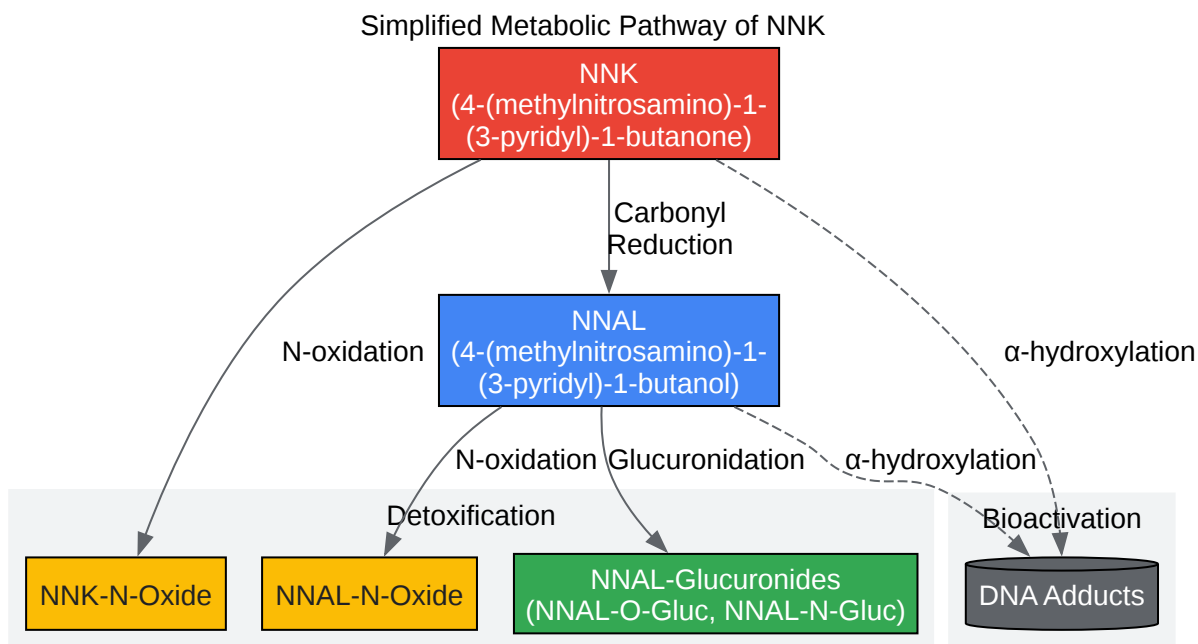 Simplified Metabolic Pathway of NNK
NNK
(4-(methylnitrosamino)-1-
(3-pyridyl)-1-butanone)
Carbonyl
Reduction
NNAL
(4-(methylnitrosamino)-1-
(3-pyridyl)-1-butanol)
N-oxidation
α-hydroxylation
N-oxidation
Glucuronidation
α-hydroxylation
Detoxification
Bioactivation
NNK-N-Oxide
NNAL-N-Oxide
NNAL-Glucuronides
(NNAL-O-Gluc, NNAL-N-Gluc)
DNA Adducts